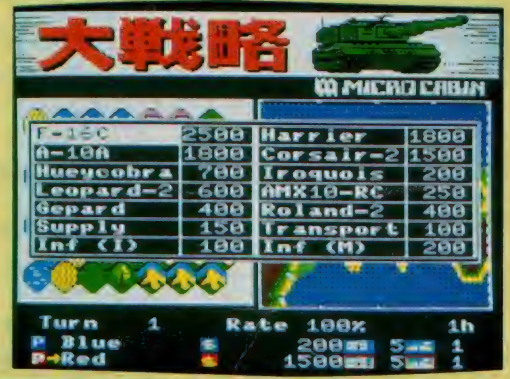 大戦略
MICRO CABIN
F-16C 2500 Harrier 1800
A-10A 1800 Corsair-2 1500
Hueycobra 700 Iroquois 200
Leopard-2 600 AMX10-RC 250
Gepard 400 Roland-2 400
Supply 150 Transport 100
Inf (I) 100 Inf (M) 200
Turn 1 Rate 100% 1h
P Blue 200 5 1
P→Red 1500 5 1